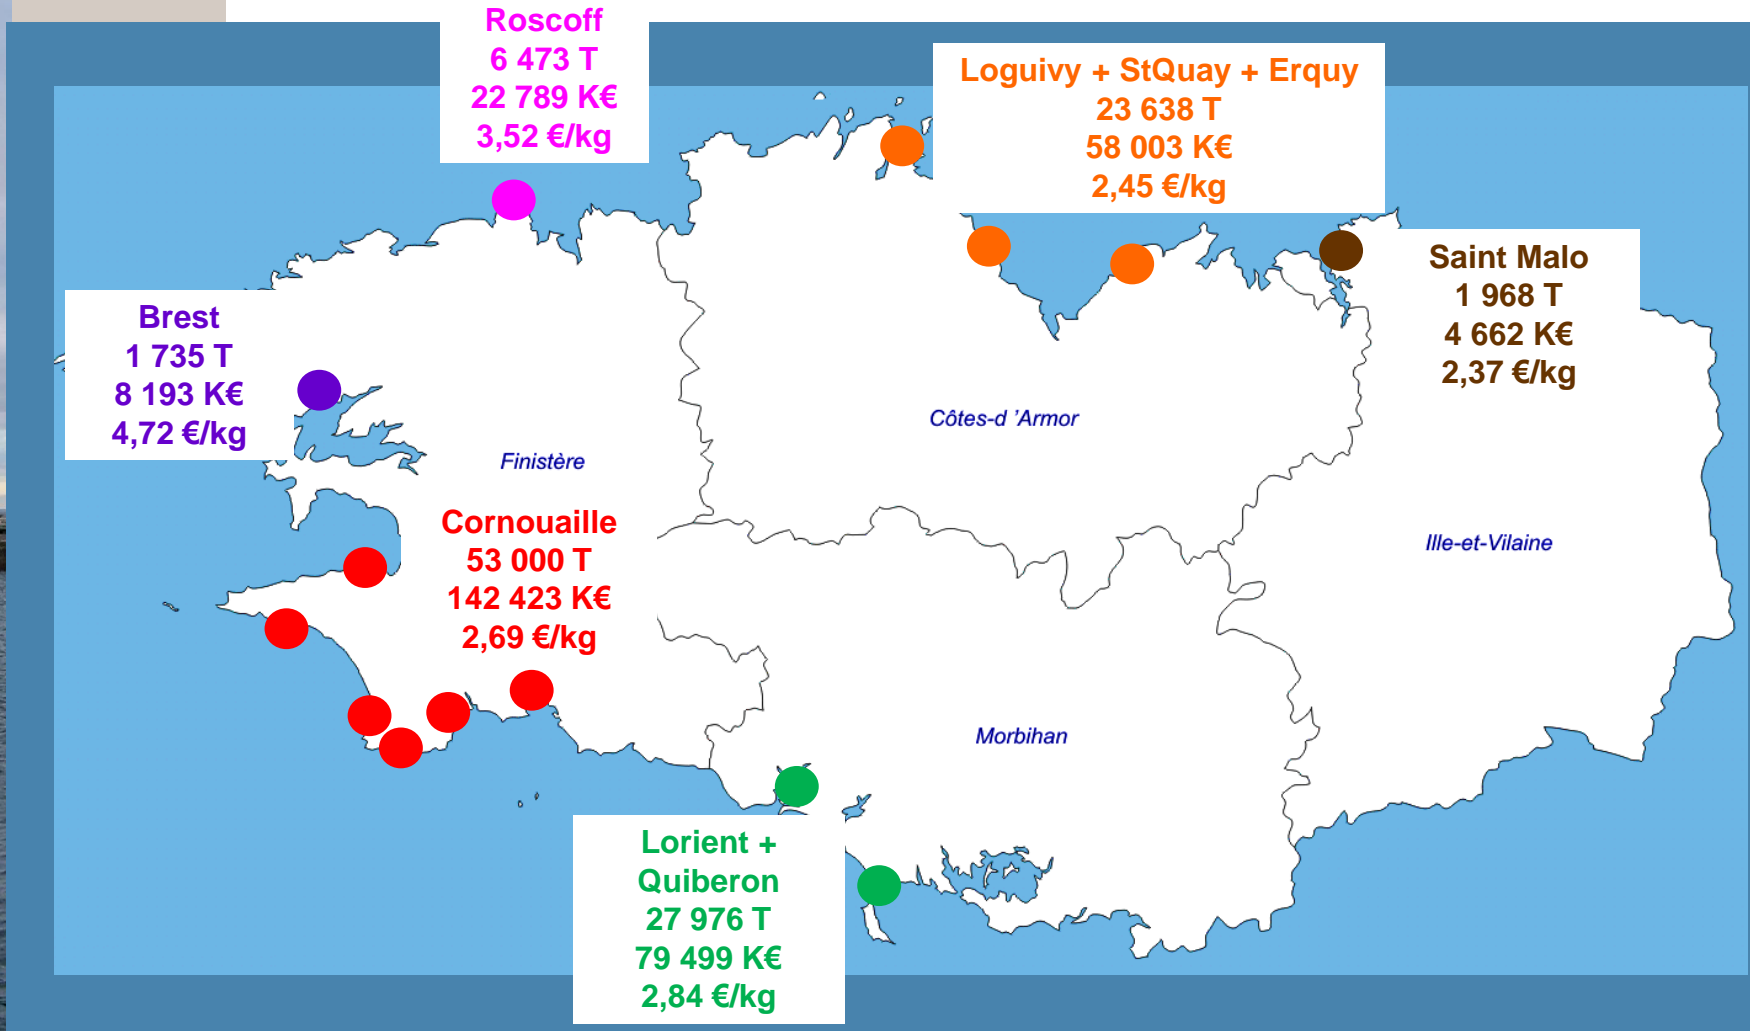 Roscoff
6 473 T
22 789 K€
3,52 €/kg
Loguivy + StQuay + Erquy
23 638 T
58 003 K€
2,45 €/kg
Saint Malo
1 968 T
4 662 K€
2,37 €/kg
Brest
1 735 T
8 193 K€
4,72 €/kg
Côtes-d 'Armor
Finistère
Cornouaille
53 000 T
142 423 K€
2,69 €/kg
Ille-et-Vilaine
Morbihan
Lorient +
Quiberon
27 976 T
79 499 K€
2,84 €/kg